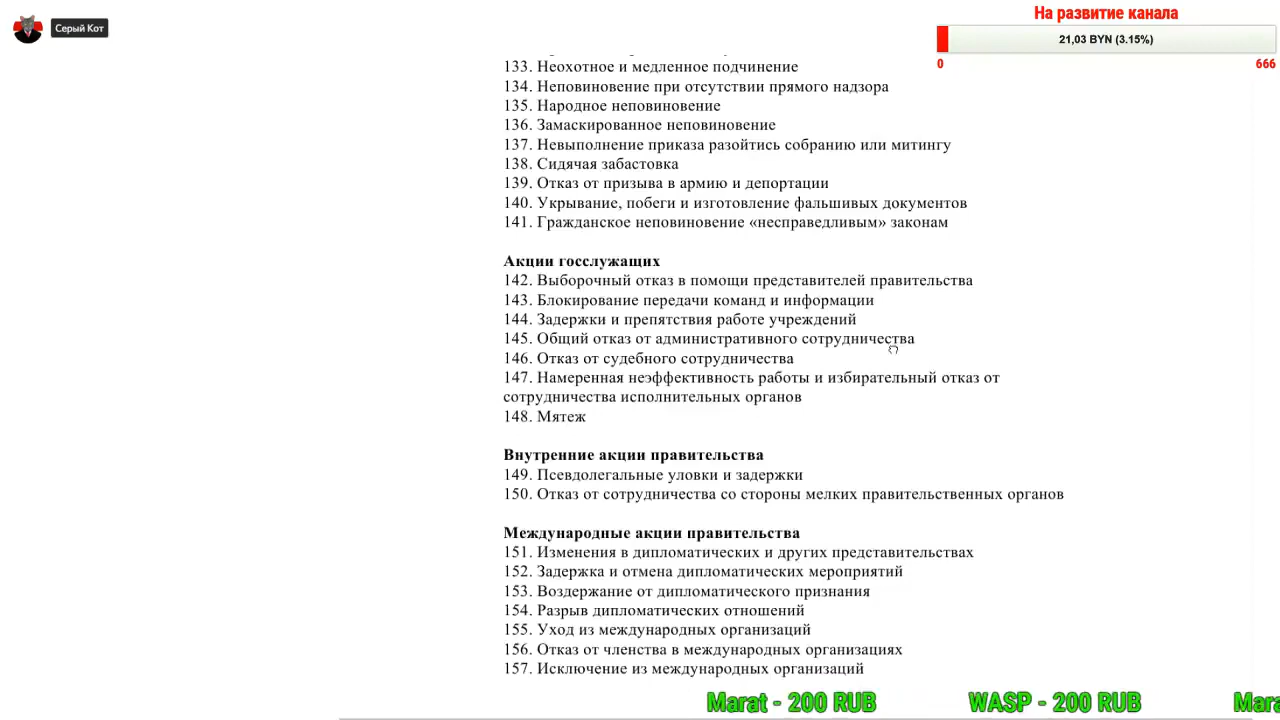 Серый Кот
На развитие канала
21,03 BYN (3.15%)
0
666
133. Неохотное и медленное подчинение
134. Неповиновение при отсутствии прямого надзора
135. Народное неповиновение
136. Замаскированное неповиновение
137. Невыполнение приказа разойтись собранию или митингу
138. Сидячая забастовка
139. Отказ от призыва в армию и депортации
140. Укрывание, побеги и изготовление фальшивых документов
141. Гражданское неповиновение «несправедливым» законам
Акции госслужащих
142. Выборочный отказ в помощи представителей правительства
143. Блокирование передачи команд и информации
144. Задержки и препятствия работе учреждений
145. Общий отказ от административного сотрудничества
146. Отказ от судебного сотрудничества
147. Намеренная неэффективность работы и избирательный отказ от
сотрудничества исполнительных органов
148. Мятеж
Внутренние акции правительства
149. Псевдолегальные уловки и задержки
150. Отказ от сотрудничества со стороны мелких правительственных органов
Международные акции правительства
151. Изменения в дипломатических и других представительствах
152. Задержка и отмена дипломатических мероприятий
153. Воздержание от дипломатического признания
154. Разрыв дипломатических отношений
155. Уход из международных организаций
156. Отказ от членства в международных организациях
157. Исключение из международных организаций
Marat - 200 RUB WASP - 200 RUB Mara